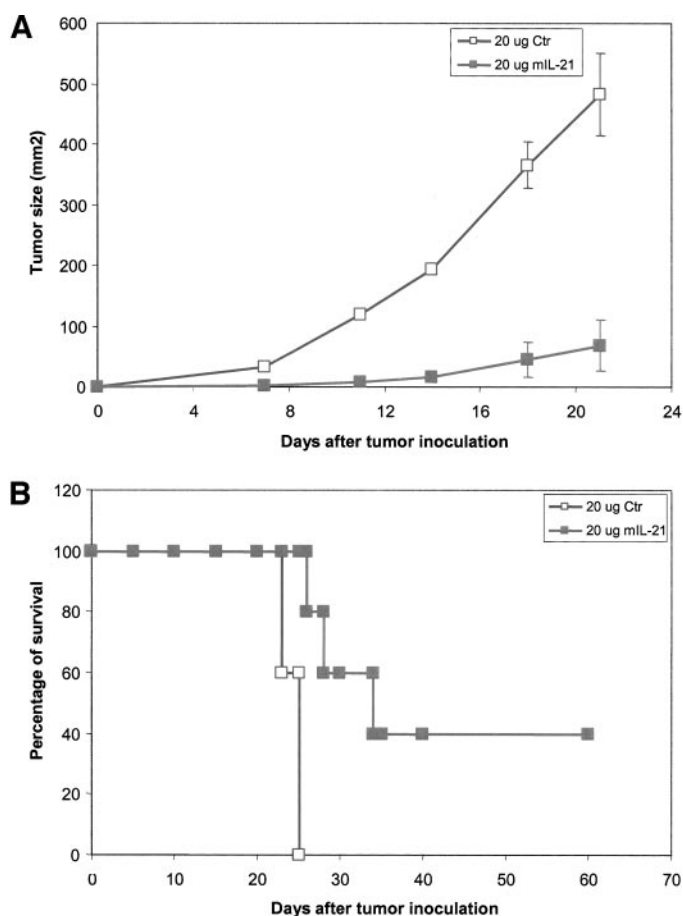 A
600
500
400
300
200
100
0
Tumor size (mm2)
20 ug Ctr
20 ug mIL-21
0 4 8 12 16 20 24
Days after tumor inoculation
B
120
100
80
60
40
20
0
Percentage of survival
20 ug Ctr
20 ug mIL-21
0 10 20 30 40 50 60 70
Days after tumor inoculation